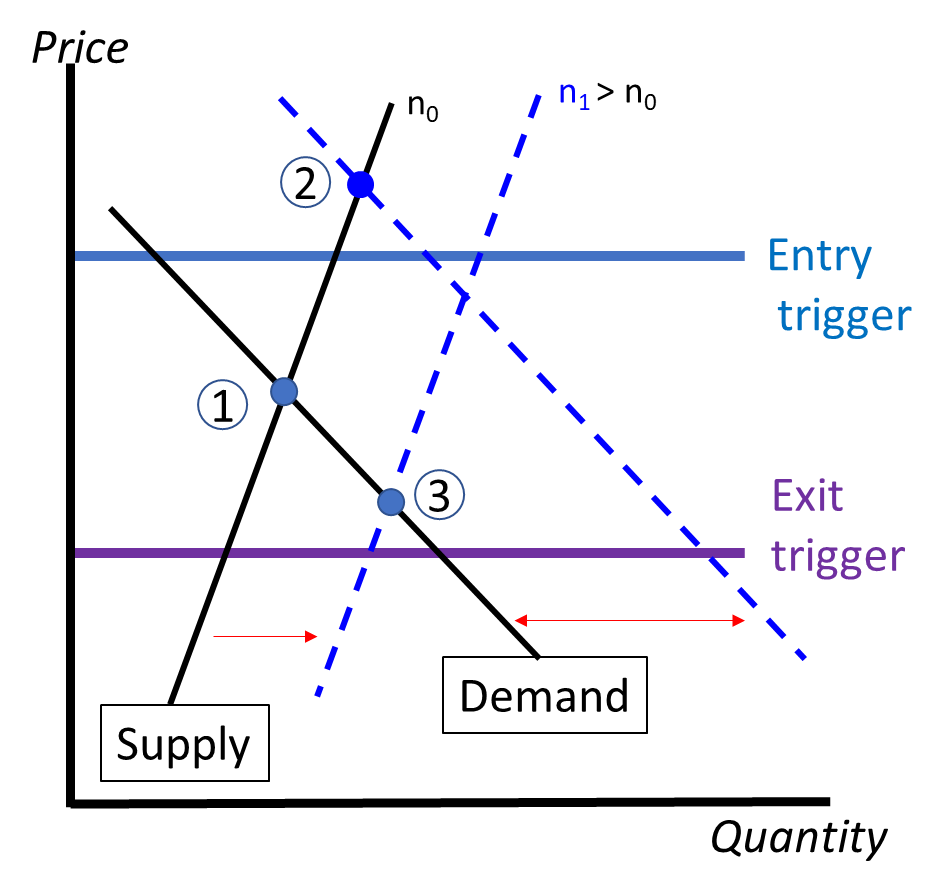 Price
n₀
n₁ > n₀
2
Entry
trigger
1
3
Exit
trigger
Demand
Supply
Quantity